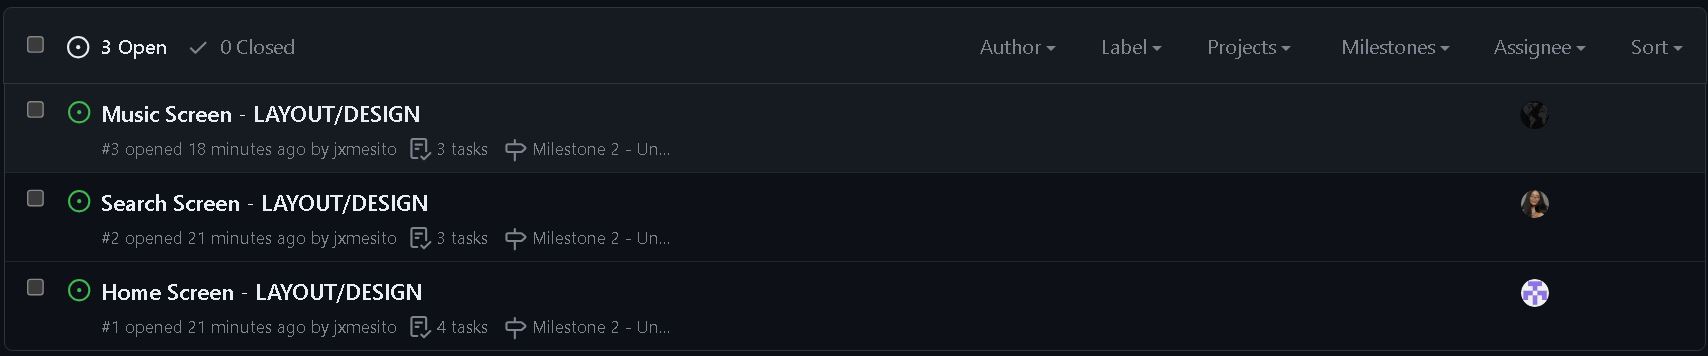 3 Open 0 Closed Author Label Projects Milestones Assignee Sort
Music Screen - LAYOUT/DESIGN
#3 opened 18 minutes ago by jxmesito 3 tasks Milestone 2 - Un...
Search Screen - LAYOUT/DESIGN
#2 opened 21 minutes ago by jxmesito 3 tasks Milestone 2 - Un...
Home Screen - LAYOUT/DESIGN
#1 opened 21 minutes ago by jxmesito 4 tasks Milestone 2 - Un...